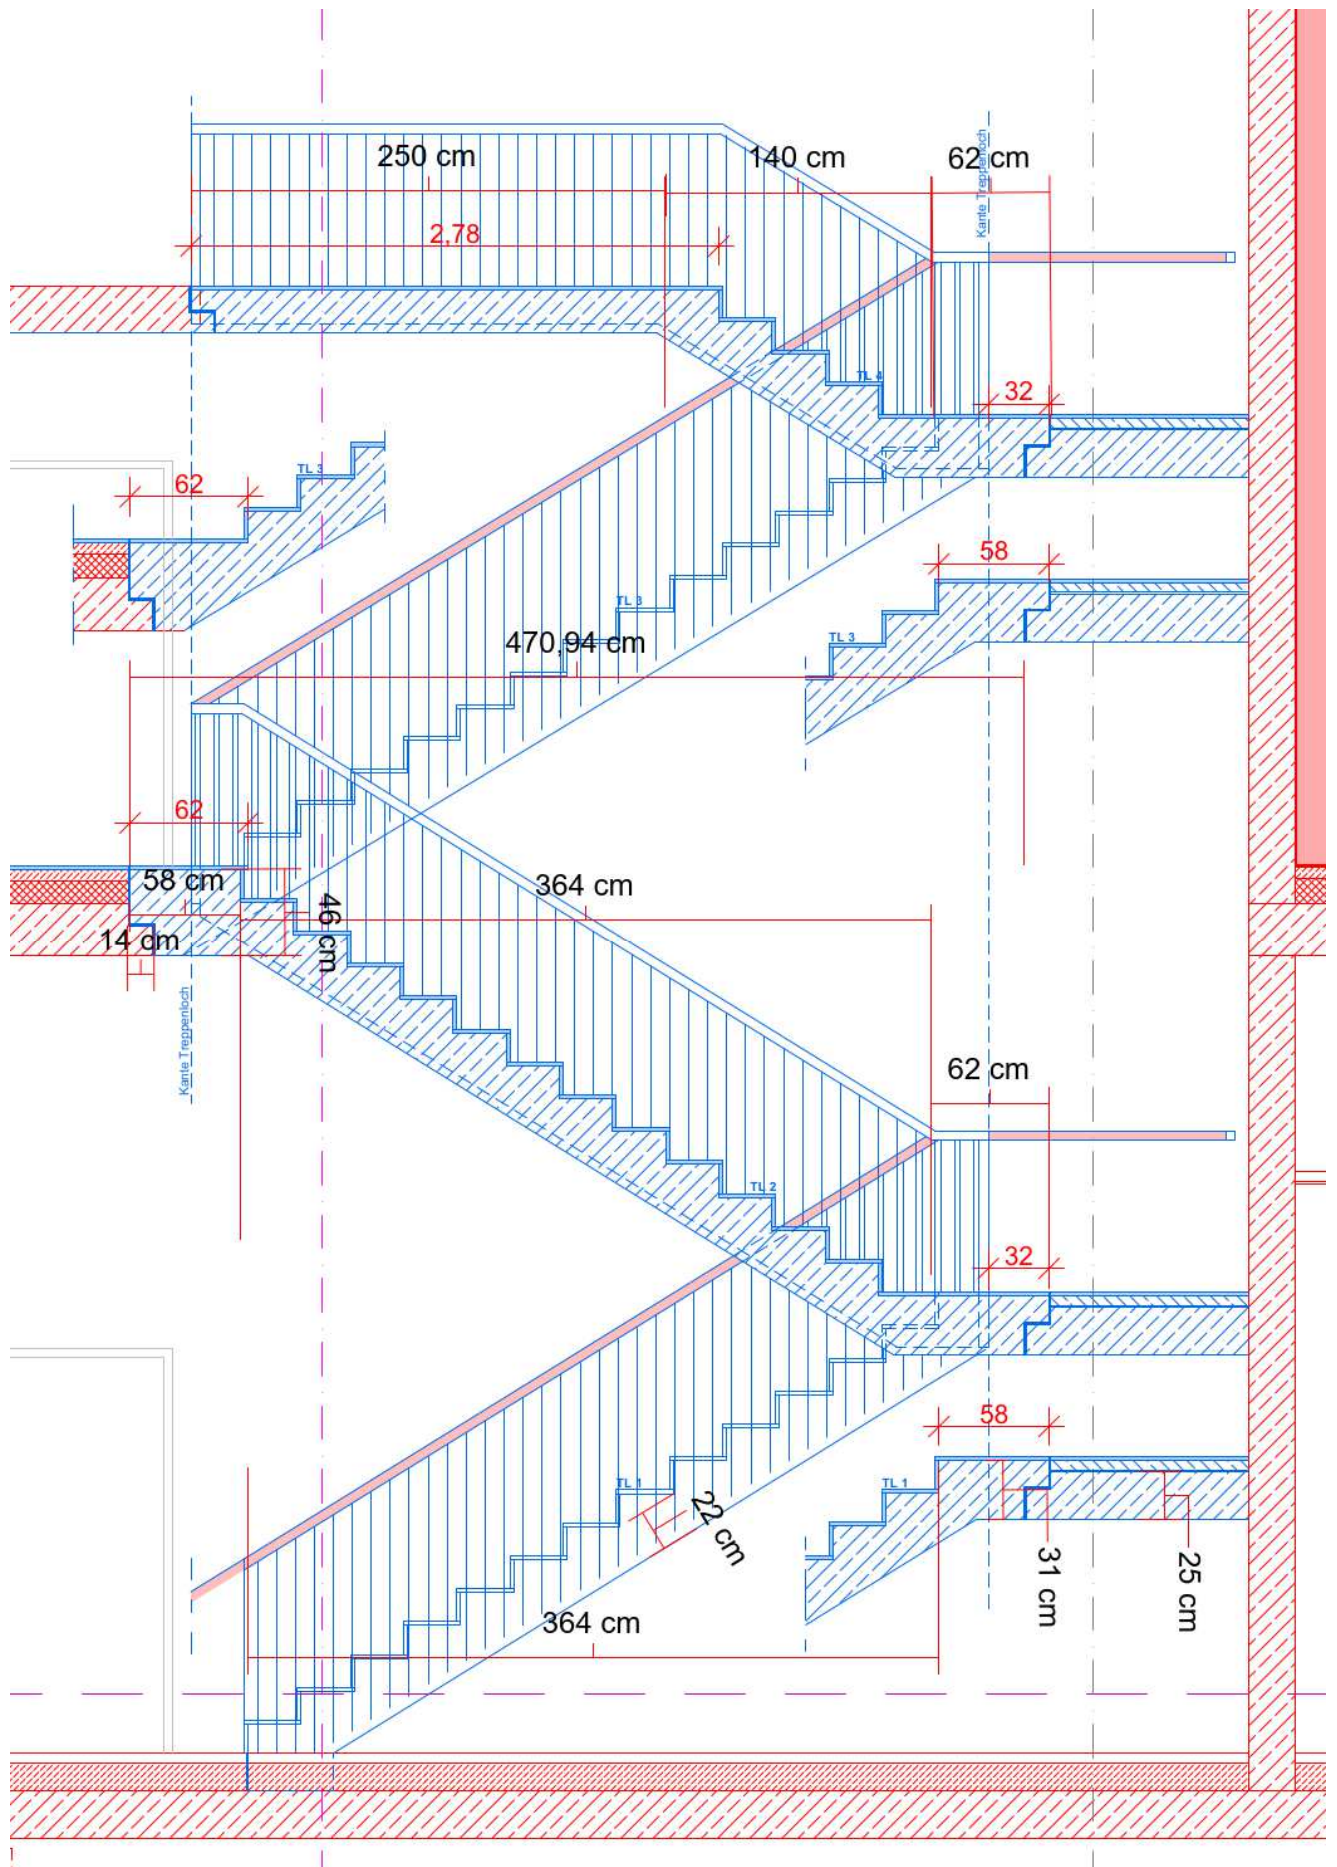 250 cm
140 cm
62 cm
Kante Treppenloch
2,78
TL 4
32
TL 3
62
58
TL 3
TL 3
470,94 cm
62
58 cm
364 cm
46 cm
14 cm
Kante Treppenloch
62 cm
TL 2
32
58
TL 1
TL 1
22 cm
31 cm
25 cm
364 cm